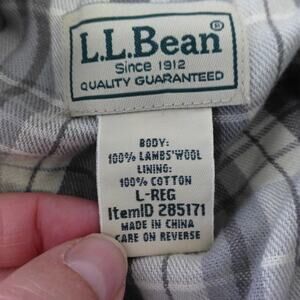 L.L.Bean®
Since 1912
QUALITY GUARANTEED
BODY:
100% LAMBS'WOOL
LINING:
100% COTTON
L-REG
ItemID 285171
MADE IN CHINA
CARE ON REVERSE